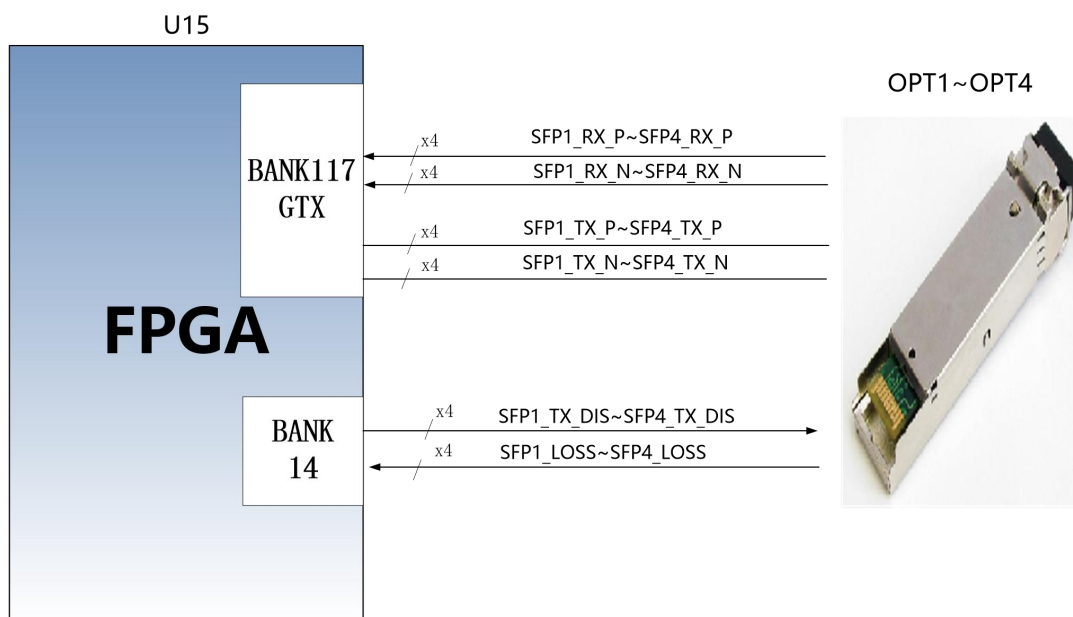 U15
OPT1~OPT4
x4
SFP1_RX_P~SFP4_RX_P
x4
SFP1_RX_N~SFP4_RX_N
BANK117
GTX
x4
SFP1_TX_P~SFP4_TX_P
x4
SFP1_TX_N~SFP4_TX_N
FPGA
x4
SFP1_TX_DIS~SFP4_TX_DIS
x4
SFP1_LOSS~SFP4_LOSS
BANK
14